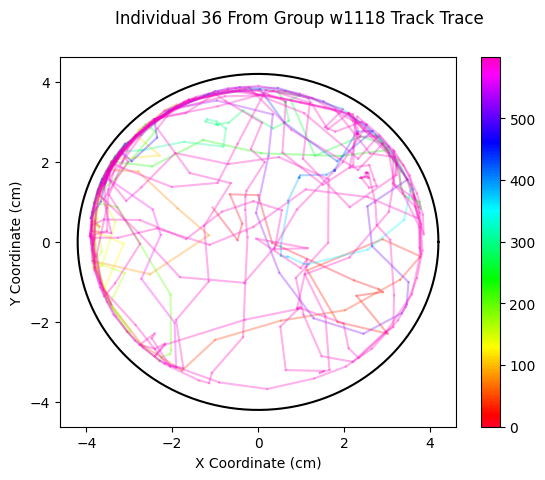 Individual 36 From Group w1118 Track Trace
4
2
0
−2
−4
Y Coordinate (cm)
−4 −2 0 2 4
X Coordinate (cm)
500
400
300
200
100
0